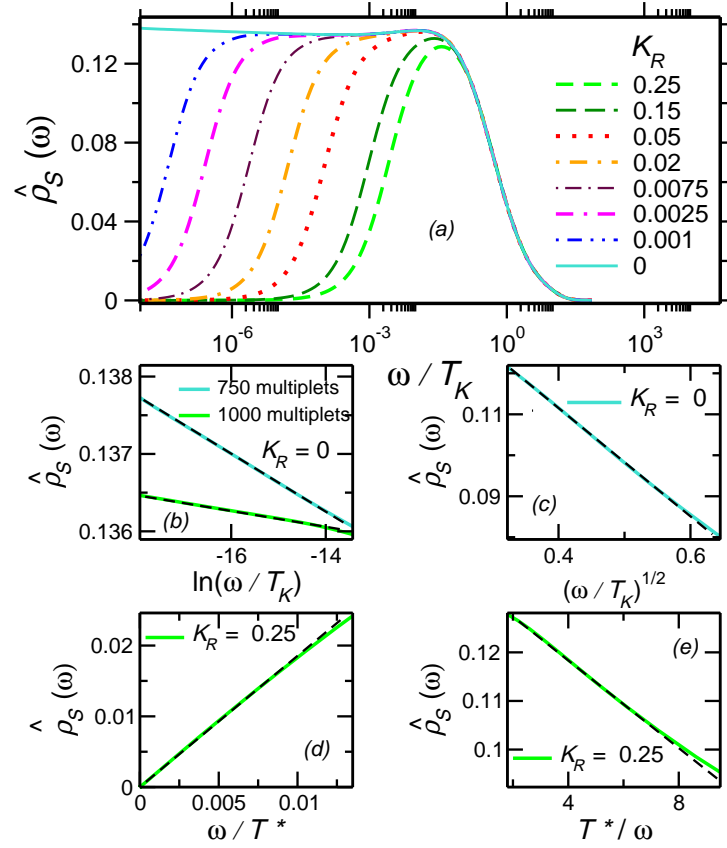 0.12
0.08
0.04
0
ρ̂_S (ω)
(a)
K_R
0.25
0.15
0.05
0.02
0.0075
0.0025
0.001
0
10^-6
10^-3
10^0
10^3
ω / T_K
0.138
0.137
0.136
ρ̂_S (ω)
750 multiplets
1000 multiplets
K_R = 0
(b)
-16
-14
ln(ω / T_K)
0.11
0.09
ρ̂_S (ω)
K_R = 0
(c)
0.4
0.6
(ω / T_K)^1/2
0.02
0.01
0
ρ̂_S (ω)
K_R = 0.25
(d)
0
0.005
0.01
ω / T*
0.12
0.11
0.1
ρ̂_S (ω)
(e)
K_R = 0.25
4
6
8
T*/ ω